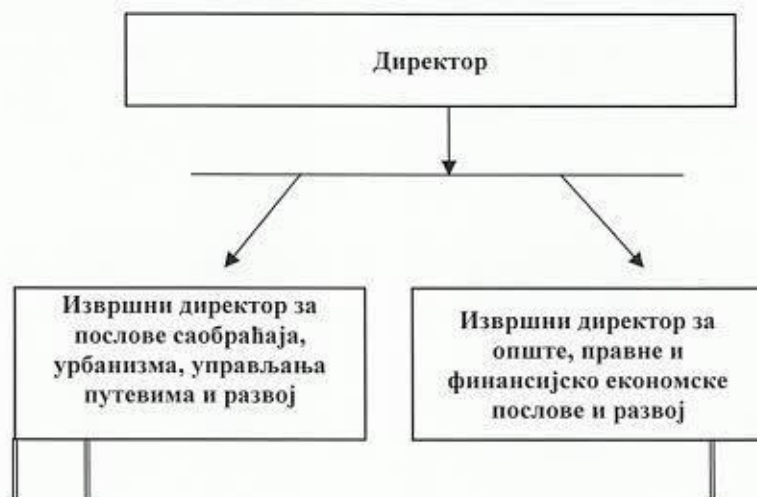 Директор
Извршни директор за
послове саобраћаја,
урбанизма, управљања
путевима и развој
Извршни директор за
опште, правне и
финансијско економске
послове и развој